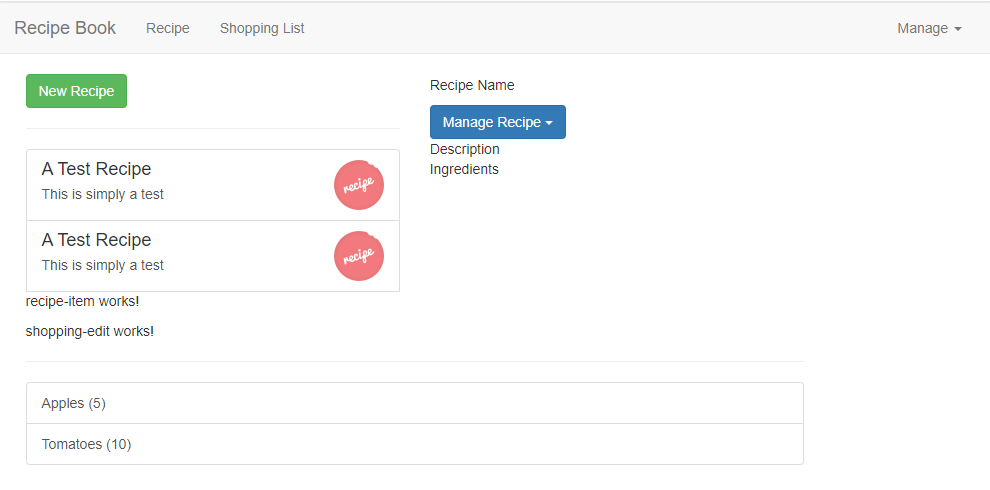 Recipe Book Recipe Shopping List Manage
New Recipe
A Test Recipe
This is simply a test
recipe
A Test Recipe
This is simply a test
recipe
recipe-item works!
Recipe Name
Manage Recipe
Description
Ingredients
shopping-edit works!
Apples (5)
Tomatoes (10)